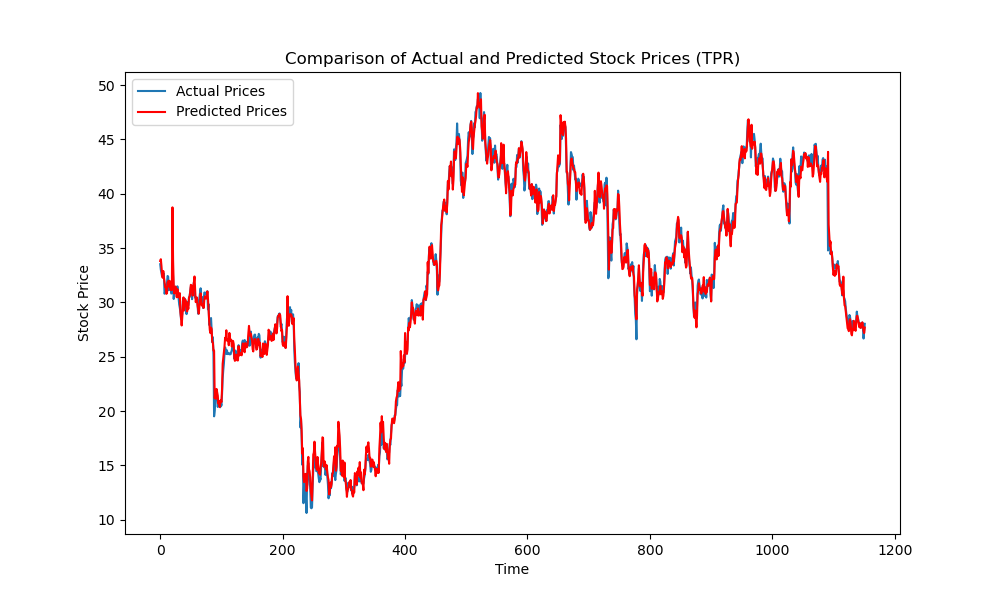 Comparison of Actual and Predicted Stock Prices (TPR)
Actual Prices
Predicted Prices
Stock Price
50
45
40
35
30
25
20
15
10
0 200 400 600 800 1000 1200
Time